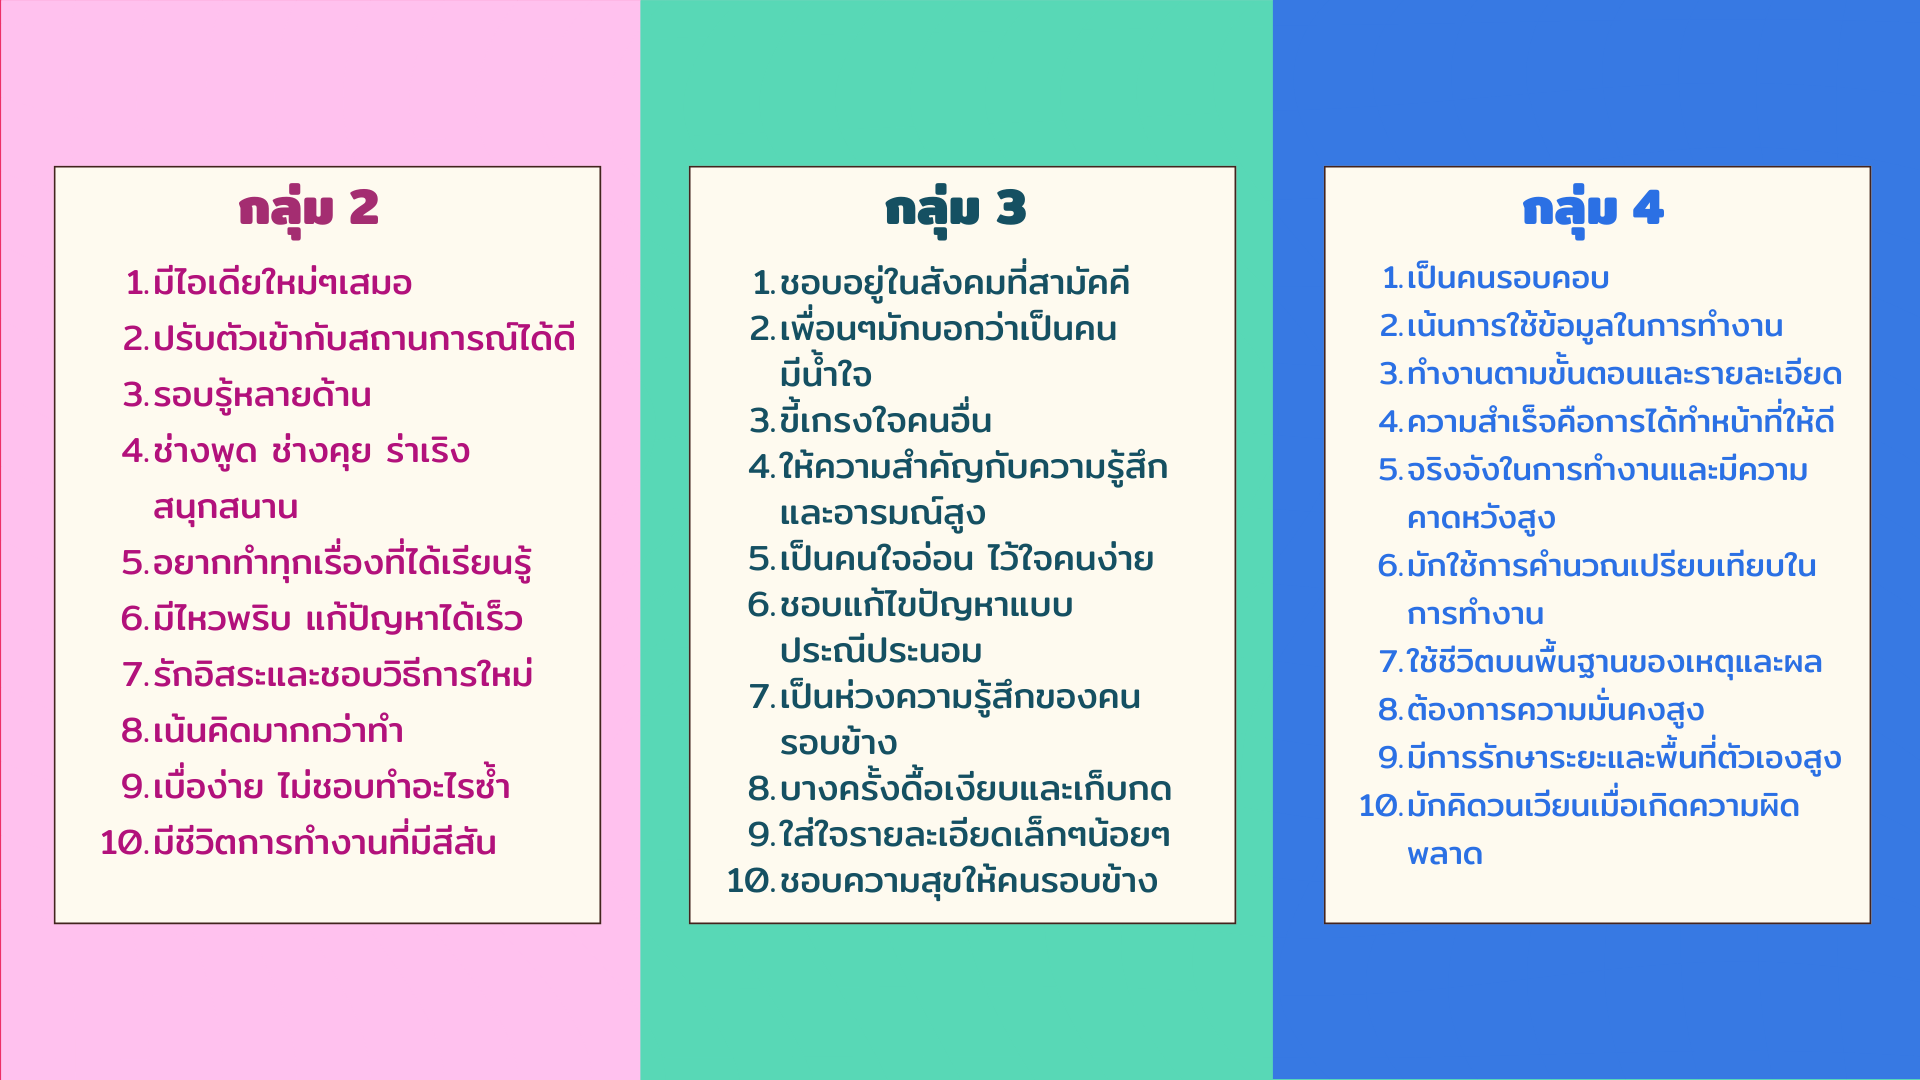 กลุ่ม 2
1. มีไอเดียใหม่ๆเสมอ
2. ปรับตัวเข้ากับสถานการณ์ได้ดี
3. รอบรู้หลายด้าน
4. ช่างพูด ช่างคุย ร่าเริง
สนุกสนาน
5. อยากทำทุกเรื่องที่ได้เรียนรู้
6. มีไหวพริบ แก้ปัญหาได้เร็ว
7. รักอิสระและชอบวิธีการใหม่
8. เน้นคิดมากกว่าทำ
9. เบื่อง่าย ไม่ชอบทำอะไรซ้ำ
10. มีชีวิตการทำงานที่มีสีสัน
กลุ่ม 3
1. ชอบอยู่ในสังคมที่สามัคคี
2. เพื่อนๆมักบอกว่าเป็นคน
มีน้ำใจ
3. ขี้เกรงใจคนอื่น
4. ให้ความสำคัญกับความรู้สึก
และอารมณ์สูง
5. เป็นคนใจอ่อน ไว้ใจคนง่าย
6. ชอบแก้ไขปัญหาแบบ
ประณีประนอม
7. เป็นห่วงความรู้สึกของคน
รอบข้าง
8. บางครั้งดื้อเงียบและเก็บกด
9. ใส่ใจรายละเอียดเล็กๆน้อยๆ
10. ชอบความสุขให้คนรอบข้าง
กลุ่ม 4
1. เป็นคนรอบคอบ
2. เน้นการใช้ข้อมูลในการทำงาน
3. ทำงานตามขั้นตอนและรายละเอียด
4. ความสำเร็จคือการได้ทำหน้าที่ให้ดี
5. จริงจังในการทำงานและมีความ
คาดหวังสูง
6. มักใช้การคำนวณเปรียบเทียบใน
การทำงาน
7. ใช้ชีวิตบนพื้นฐานของเหตุและผล
8. ต้องการความมั่นคงสูง
9. มีการรักษาระยะและพื้นที่ตัวเองสูง
10. มักคิดวนเวียนเมื่อเกิดความผิด
พลาด